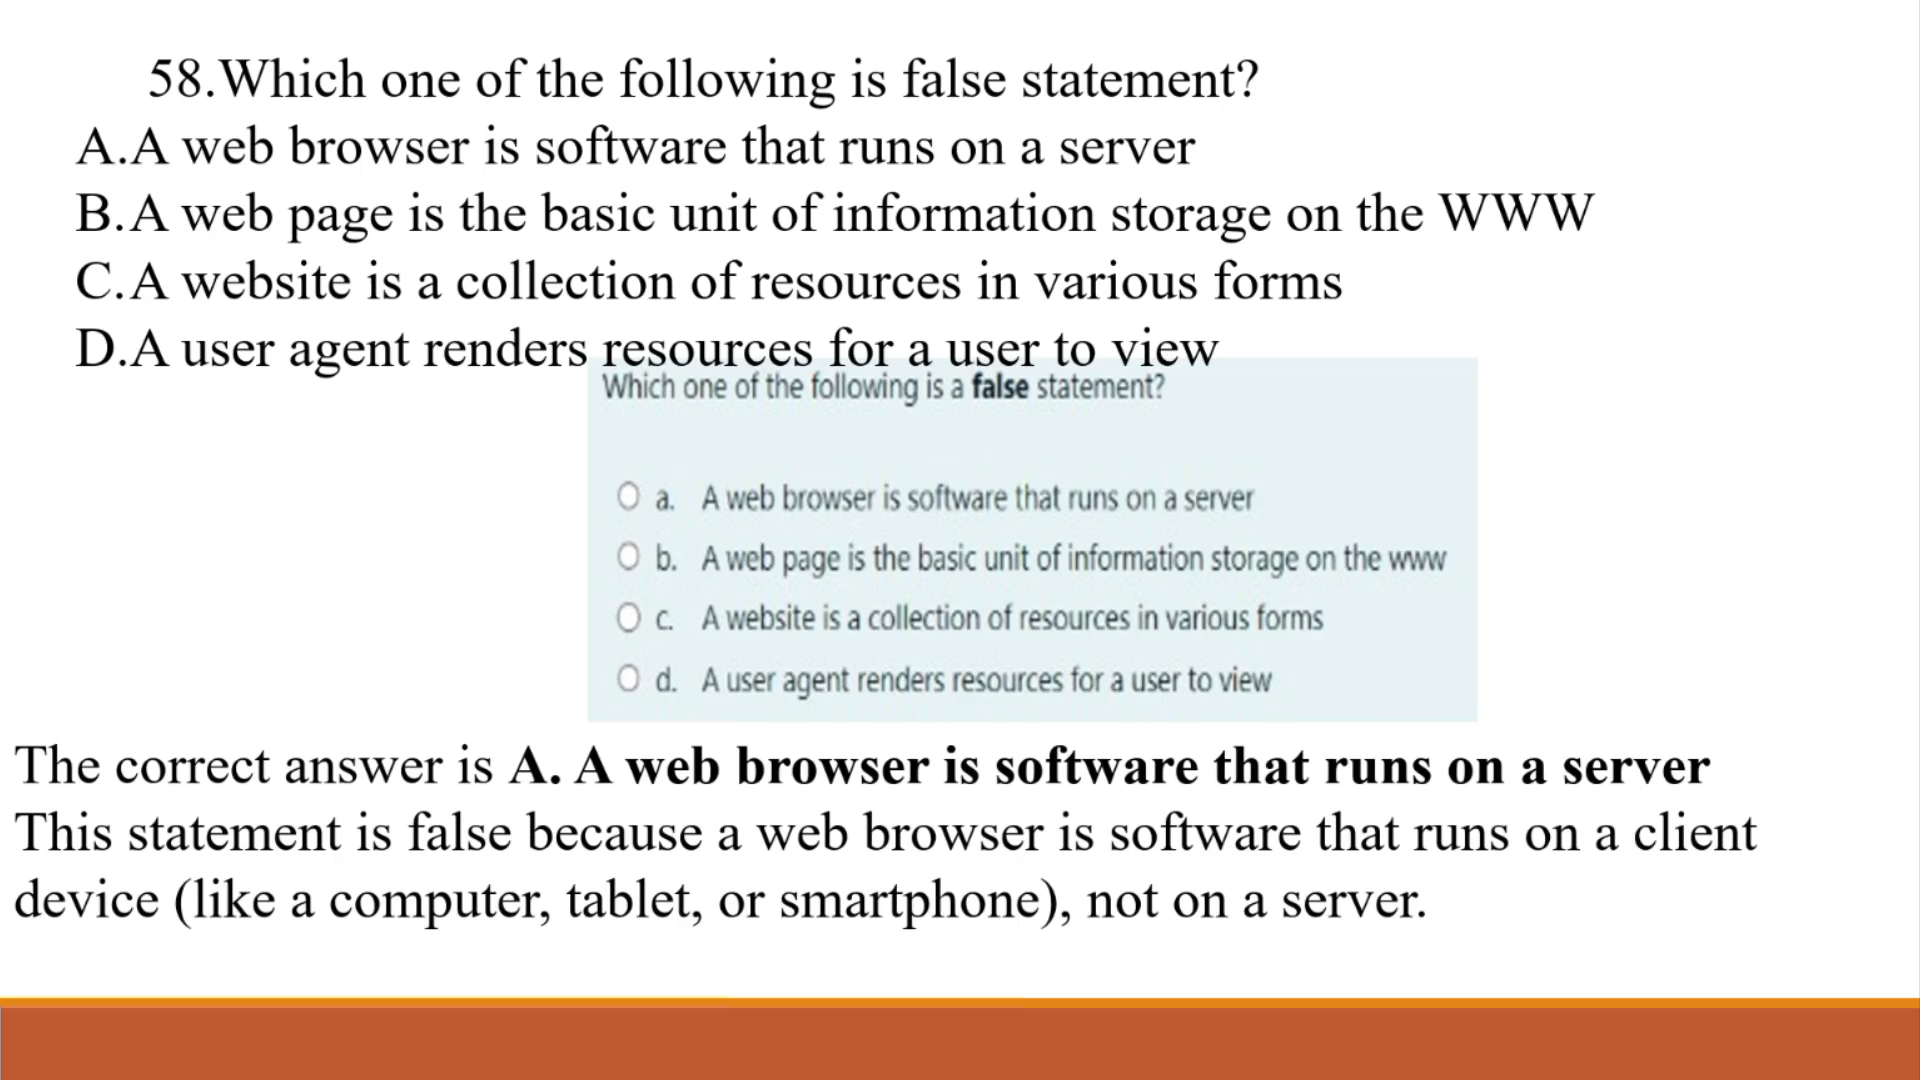 58.Which one of the following is false statement?
A.A web browser is software that runs on a server
B.A web page is the basic unit of information storage on the WWW
C.A website is a collection of resources in various forms
D.A user agent renders resources for a user to view
Which one of the following is a false statement?
a. A web browser is software that runs on a server
b. A web page is the basic unit of information storage on the www
c. A website is a collection of resources in various forms
d. A user agent renders resources for a user to view
The correct answer is A. A web browser is software that runs on a server
This statement is false because a web browser is software that runs on a client
device (like a computer, tablet, or smartphone), not on a server.